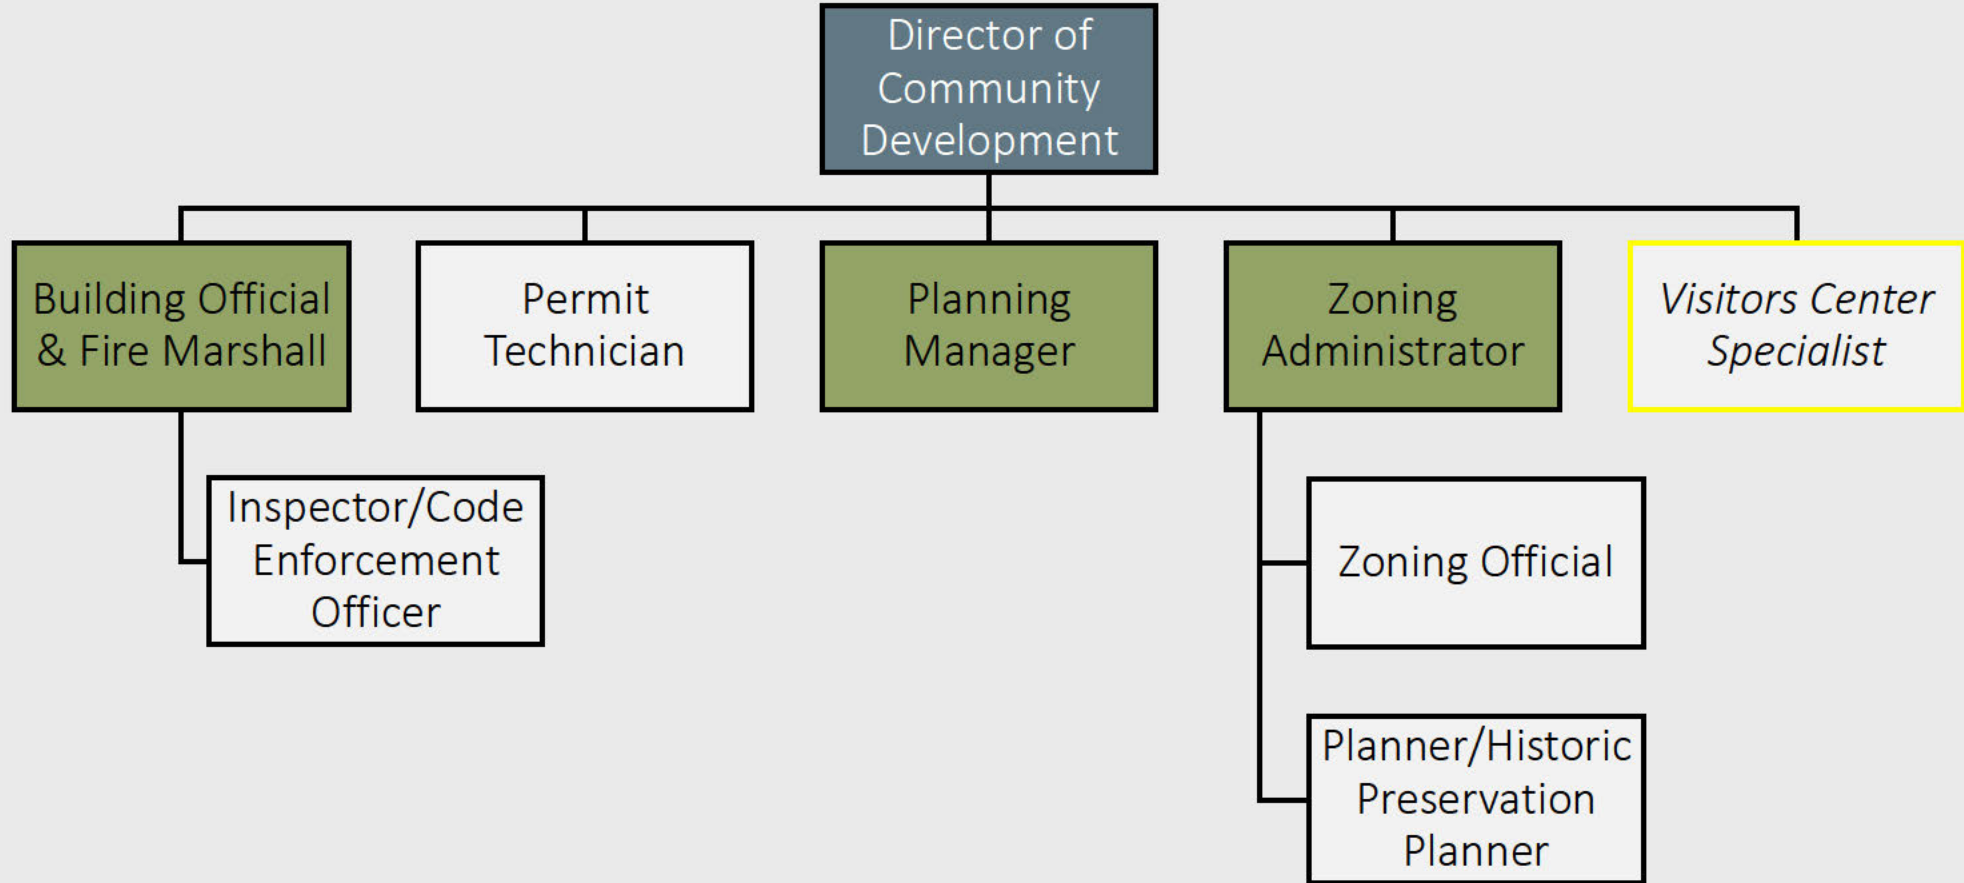 Director of
Community
Development
Building Official
& Fire Marshall
Permit
Technician
Planning
Manager
Zoning
Administrator
Visitors Center
Specialist
Inspector/Code
Enforcement
Officer
Zoning Official
Planner/Historic
Preservation
Planner